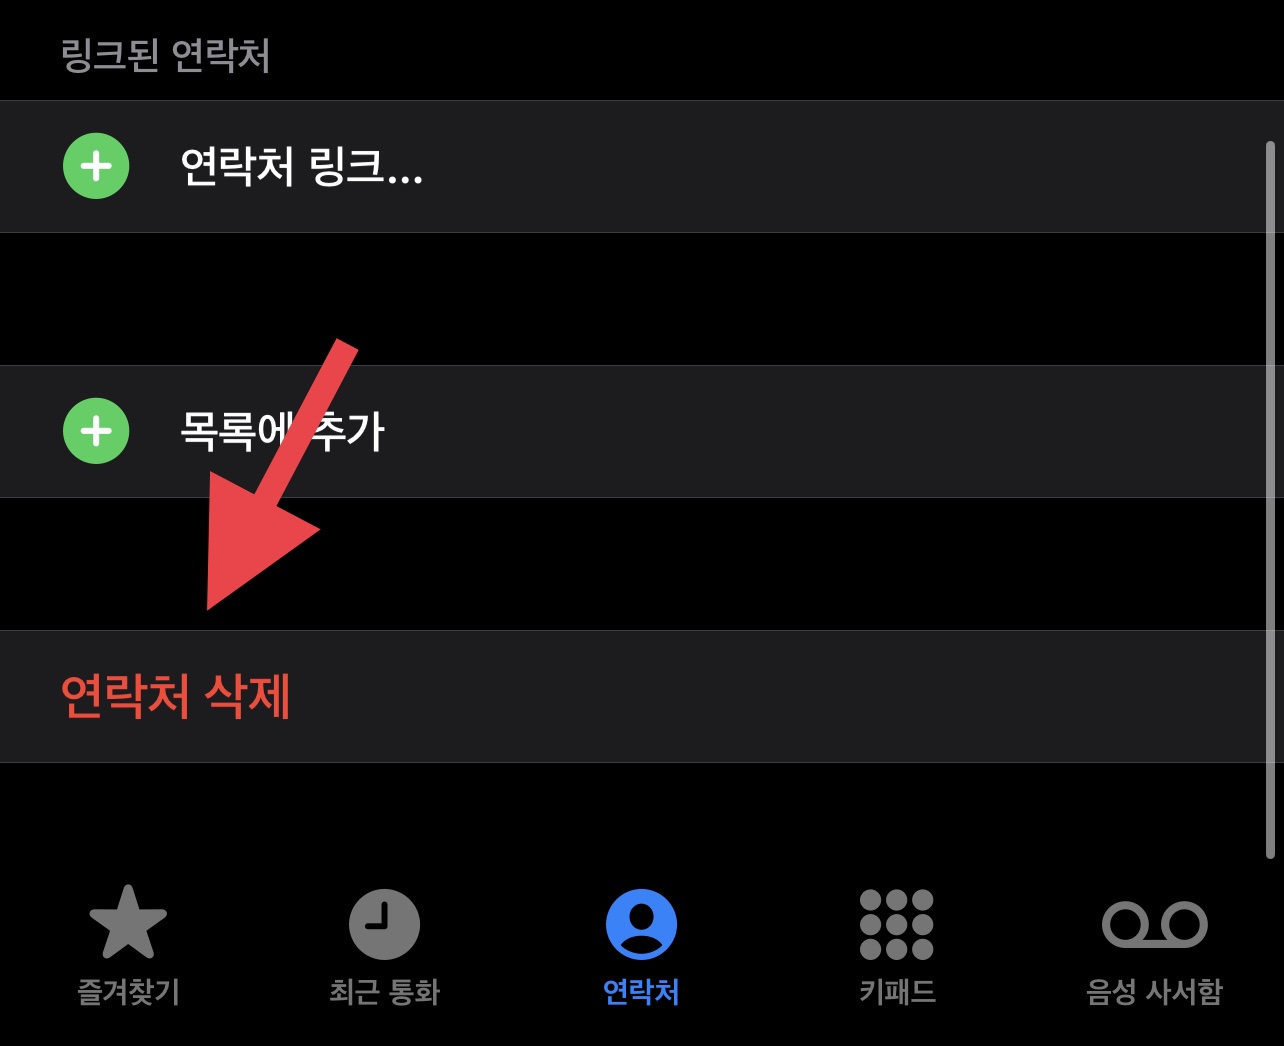 링크된 연락처
연락처 링크...
목록에 추가
연락처 삭제
즐겨찾기
최근 통화
연락처
키패드
음성 사서함